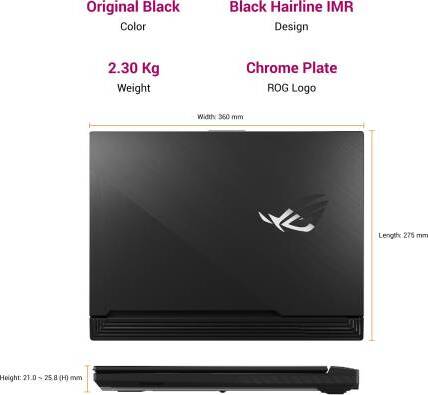 Original Black
Black Hairline IMR
Color
Design
2.30 Kg
Chrome Plate
Weight
ROG Logo
Width: 360 mm
Length: 275 mm
Height: 21.0 ~ 25.8 (H) mm